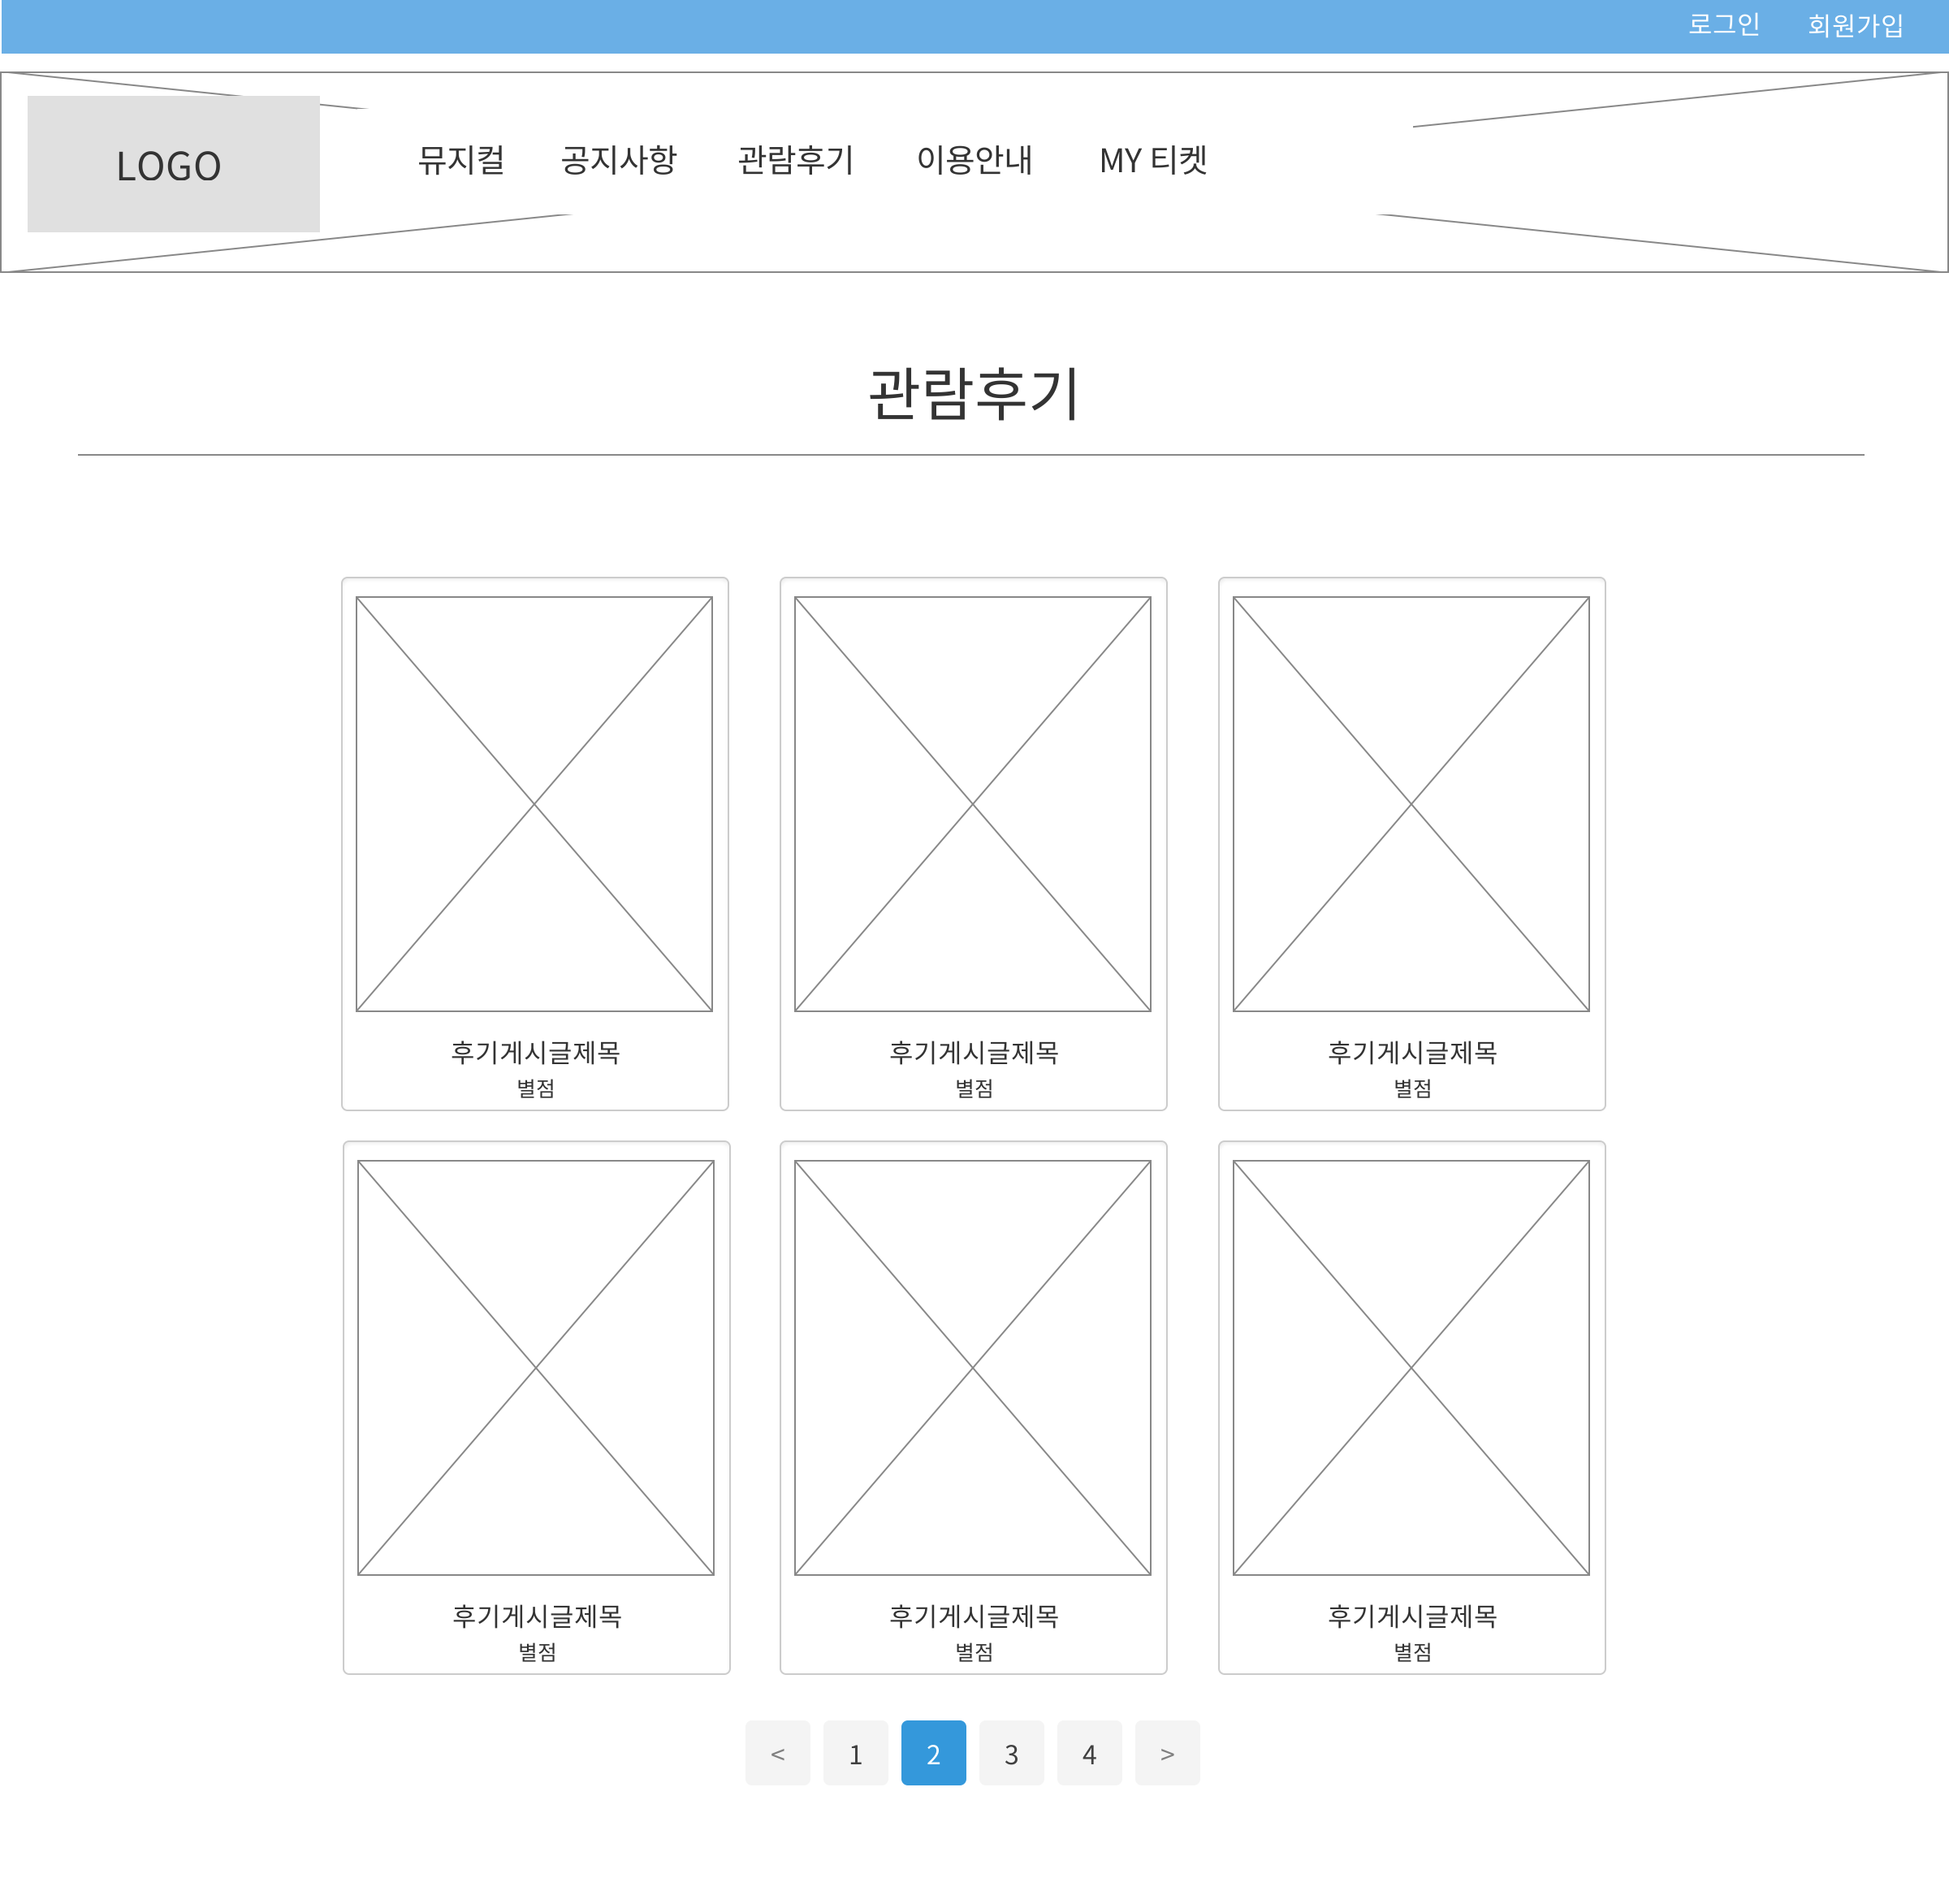 로그인 회원가입
LOGO
뮤지컬 공지사항 관람후기 이용안내 MY 티켓
관람후기
후기게시글제목 후기게시글제목 후기게시글제목
별점 별점 별점
후기게시글제목 후기게시글제목 후기게시글제목
별점 별점 별점
< 1 2 3 4 >